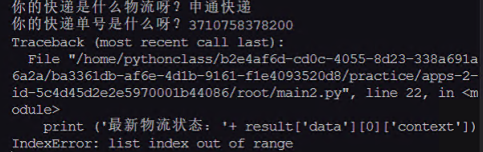 你的快递是什么物流呀？申通快递
你的快递单号是什么呀？3710758378200
Traceback (most recent call last):
File "/home/pythonclass/b2e4af6d-cd0c-4055-8d23-338a691a
6a2a/ba3361db-af6e-4d1b-9161-f1e4093520d8/practice/apps-2-
id-5c4d45d2e2e5970001b44086/root/main2.py", line 22, in <m
odule>
print ('最新物流状态：'+ result['data'][0]['context'])
IndexError: list index out of range